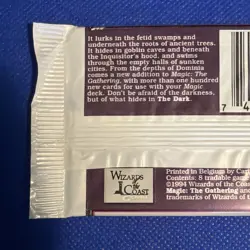 It lurks in the fetid swamps and
underneath the roots of ancient trees.
It hides in goblin caves and beneath
the Inquisitor's hood, and swims
through the empty halls of sunken
cities. From the depths of Dominia
comes a new addition to Magic: The
Gathering, with more than one hundred
new cards for use with your Magic
deck. Don't be afraid of the darkness,
but of what hides in The Dark.
7 4
WIZARDS
OF THE
COAST
Printed in Belgium by Car
Contents: 8 tradable game
©1994 Wizards of the Coast
Magic: The Gathering and
trademarks of Wizards of